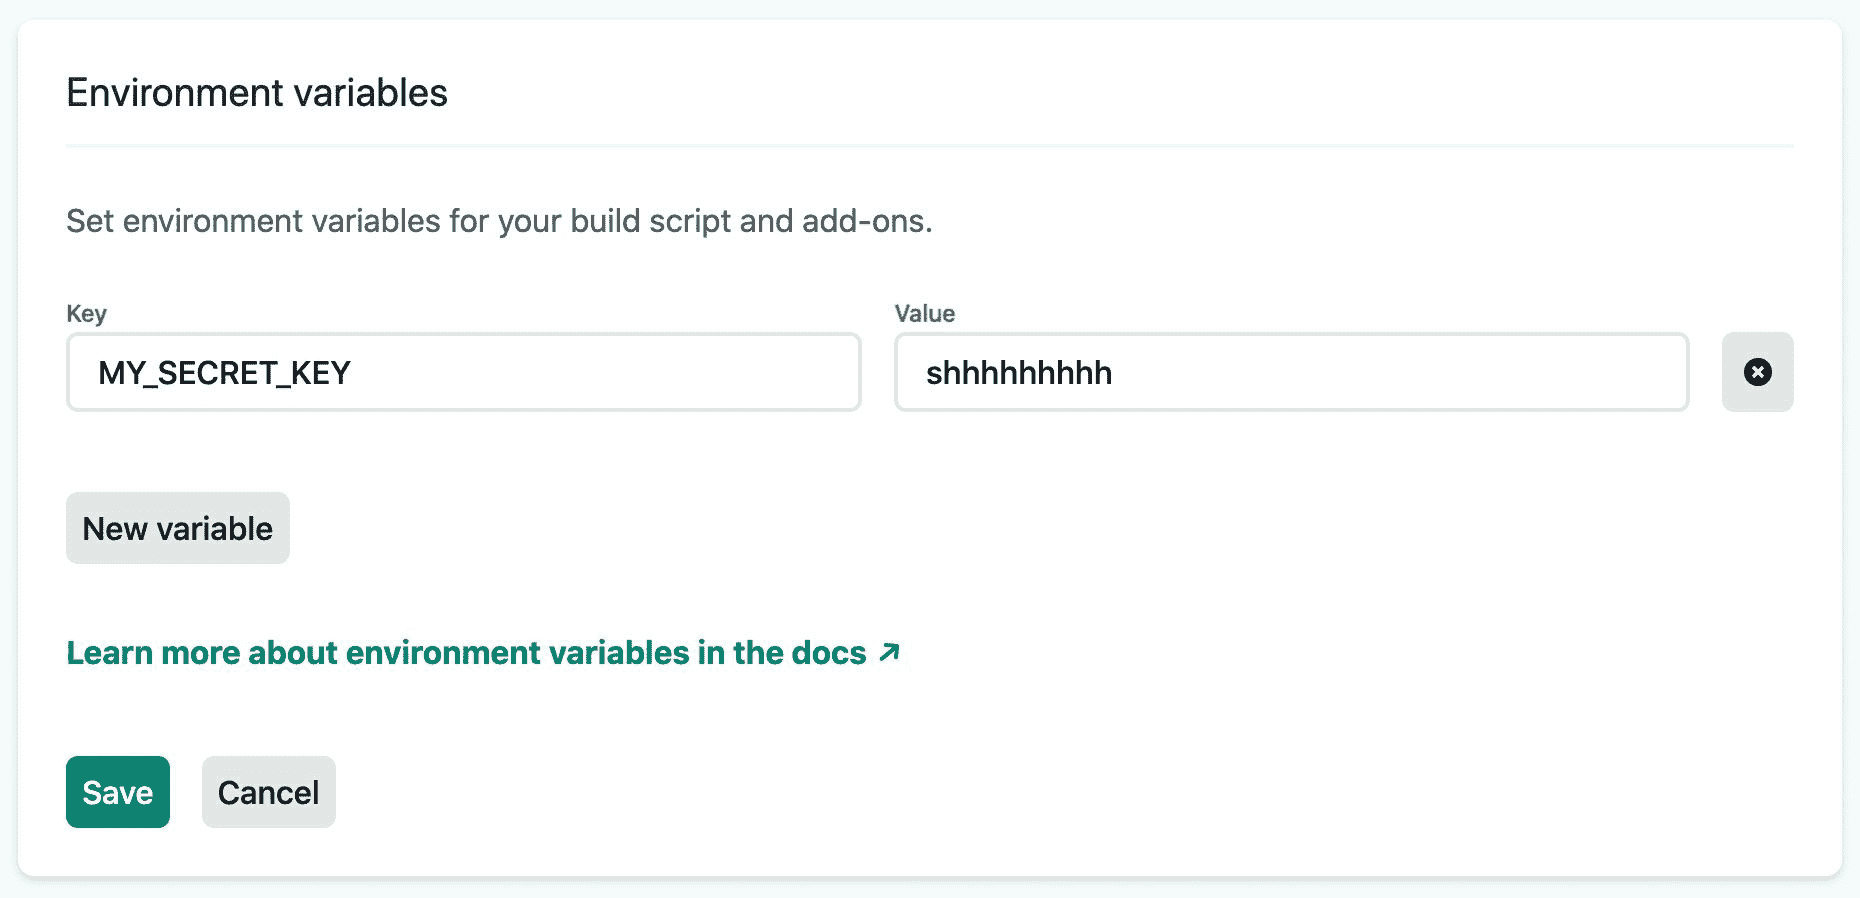 Environment variables
Set environment variables for your build script and add-ons.
Key
Value
MY_SECRET_KEY
shhhhhhhhh
New variable
Learn more about environment variables in the docs ↗
Save
Cancel